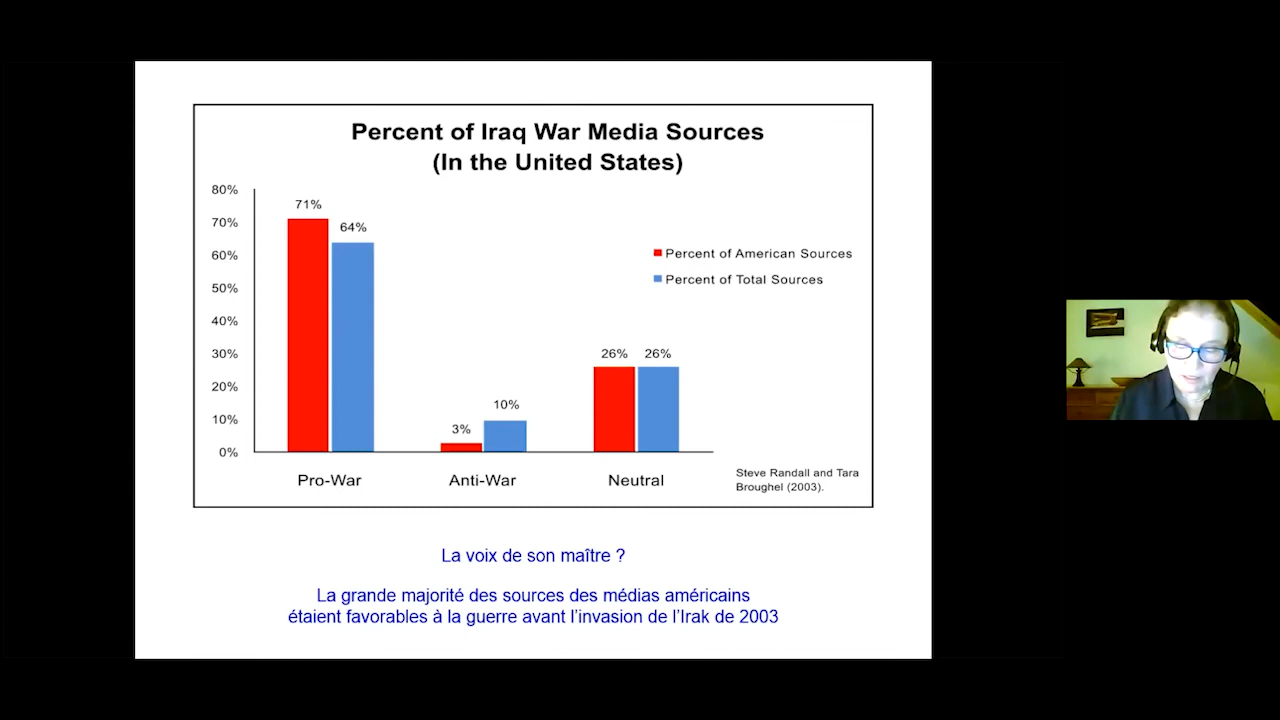 Percent of Iraq War Media Sources
(In the United States)
80%
70%
60%
50%
40%
30%
20%
10%
0%
71%
64%
3%
10%
26%
26%
Percent of American Sources
Percent of Total Sources
Pro-War
Anti-War
Neutral
Steve Randall and Tara
Broughel (2003).
La voix de son maître ?
La grande majorité des sources des médias américains
étaient favorables à la guerre avant l’invasion de l’Irak de 2003